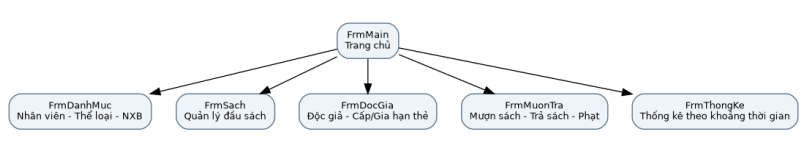 FrmMain
Trang chủ
FrmDanhMuc
Nhân viên - Thể loại - NXB
FrmSach
Quản lý đầu sách
FrmDocGia
Độc giả - Cấp/Gia hạn thẻ
FrmMuonTra
Mượn sách - Trả sách - Phạt
FrmThongKe
Thống kê theo khoảng thời gian